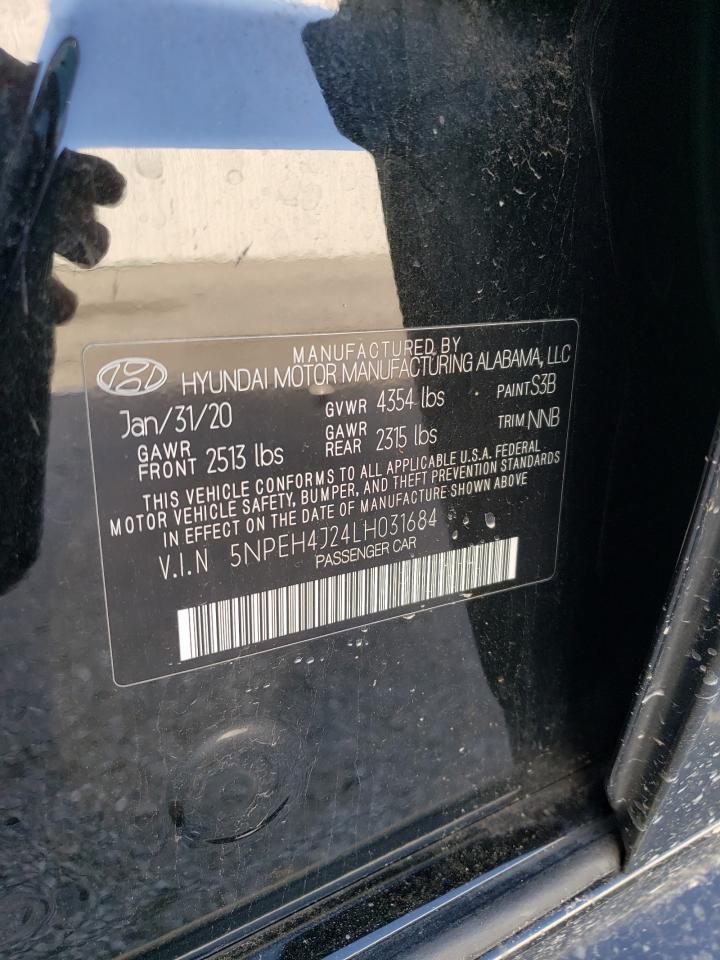 MANUFACTURED BY
HYUNDAI MOTOR MANUFACTURING ALABAMA, LLC
Jan/31/20 GVWR 4354 lbs PAINT S3B
GAWR FRONT 2513 lbs GAWR REAR 2315 lbs TRIM NNB
THIS VEHICLE CONFORMS TO ALL APPLICABLE U.S.A. FEDERAL
MOTOR VEHICLE SAFETY, BUMPER, AND THEFT PREVENTION STANDARDS
IN EFFECT ON THE DATE OF MANUFACTURE SHOWN ABOVE
V.I.N 5NPEH4J24LH031684
PASSENGER CAR